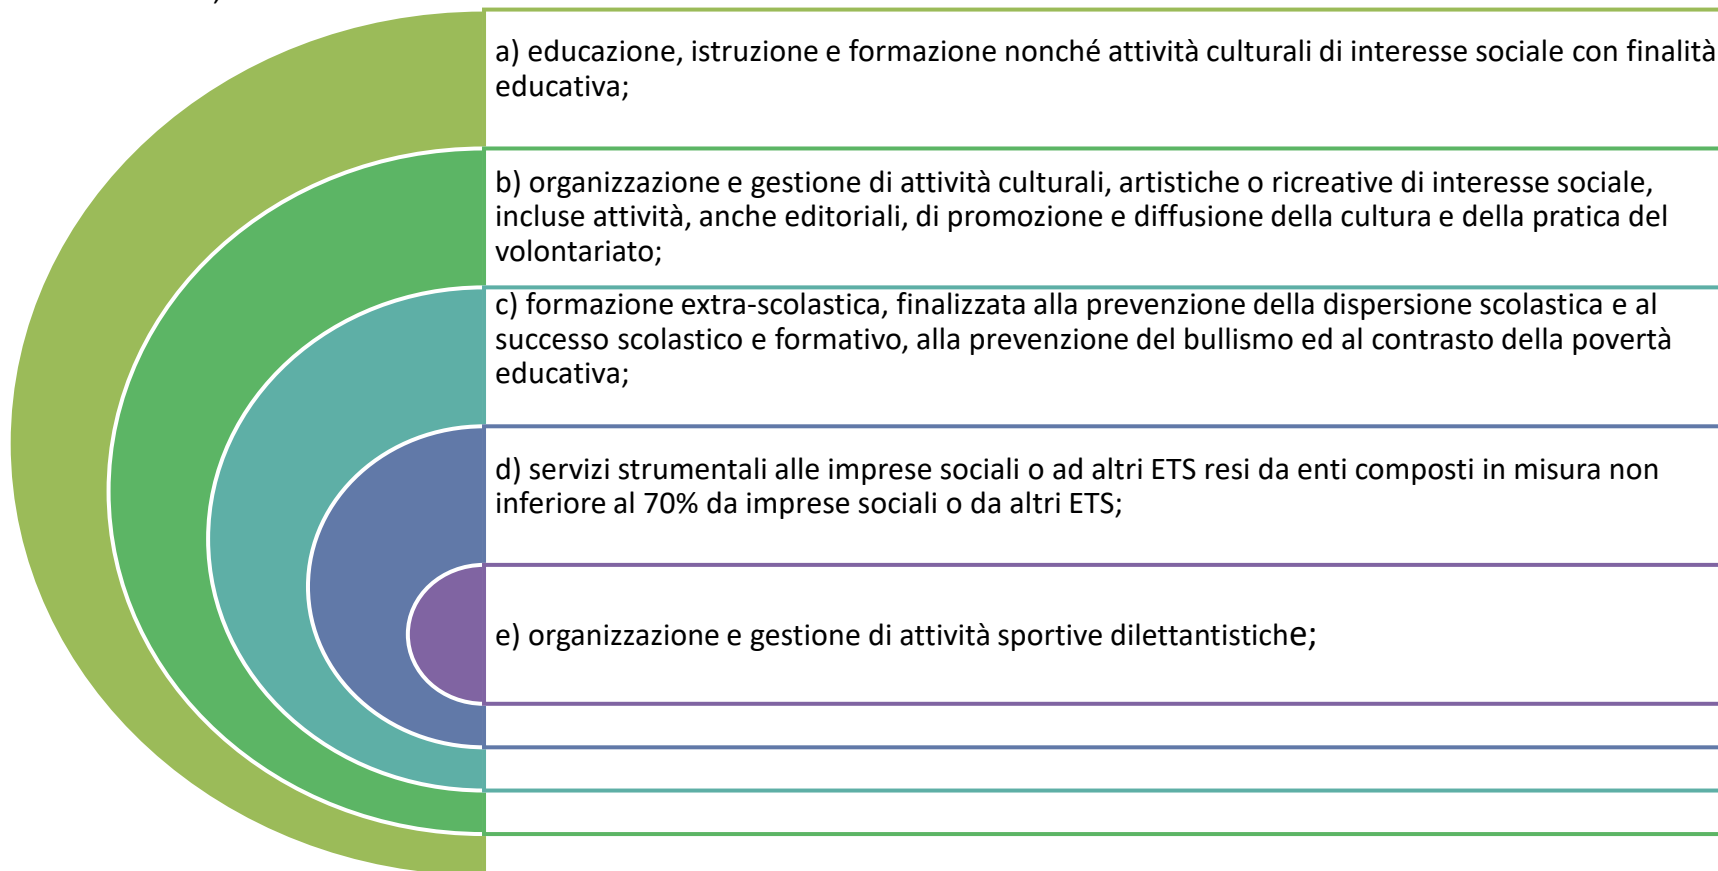 a) educazione, istruzione e formazione nonché attività culturali di interesse sociale con finalità
educativa;
b) organizzazione e gestione di attività culturali, artistiche o ricreative di interesse sociale,
incluse attività, anche editoriali, di promozione e diffusione della cultura e della pratica del
volontariato;
c) formazione extra-scolastica, finalizzata alla prevenzione della dispersione scolastica e al
successo scolastico e formativo, alla prevenzione del bullismo ed al contrasto della povertà
educativa;
d) servizi strumentali alle imprese sociali o ad altri ETS resi da enti composti in misura non
inferiore al 70% da imprese sociali o da altri ETS;
e) organizzazione e gestione di attività sportive dilettantistiche;